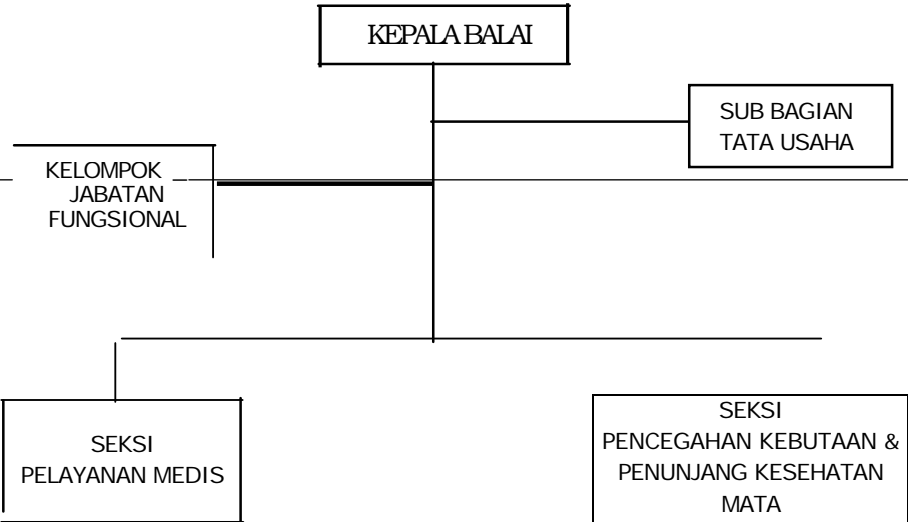 KEPALA BALAI
SUB BAGIAN
TATA USAHA
KELOMPOK
JABATAN
FUNGSIONAL
SEKSI
PELAYANAN MEDIS
SEKSI
PENCEGAHAN KEBUTAAN &
PENUNJANG KESEHATAN
MATA